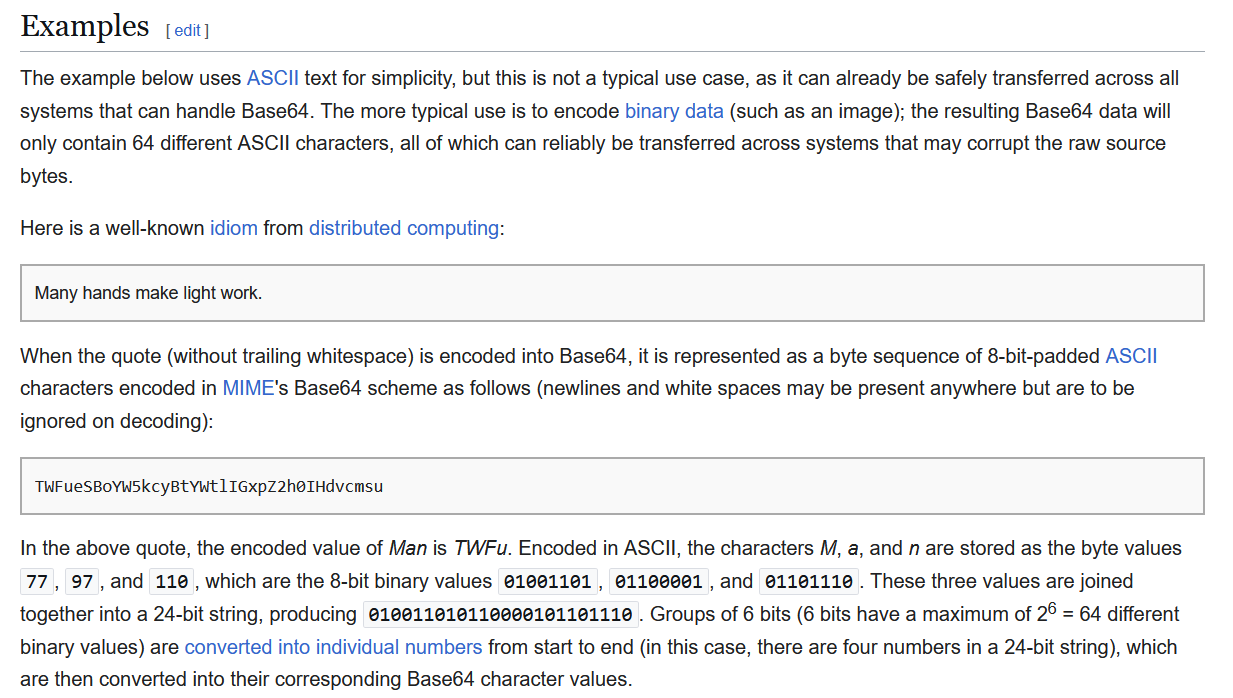 Examples [ edit ]
The example below uses ASCII text for simplicity, but this is not a typical use case, as it can already be safely transferred across all
systems that can handle Base64. The more typical use is to encode binary data (such as an image); the resulting Base64 data will
only contain 64 different ASCII characters, all of which can reliably be transferred across systems that may corrupt the raw source
bytes.
Here is a well-known idiom from distributed computing:
Many hands make light work.
When the quote (without trailing whitespace) is encoded into Base64, it is represented as a byte sequence of 8-bit-padded ASCII
characters encoded in MIME's Base64 scheme as follows (newlines and white spaces may be present anywhere but are to be
ignored on decoding):
TWFueSBoYW5kcyBtYWtlIGxpZ2h0IHdvcmsu
In the above quote, the encoded value of Man is TWFu. Encoded in ASCII, the characters M, a, and n are stored as the byte values
77, 97, and 110, which are the 8-bit binary values 01001101, 01100001, and 01101110. These three values are joined
together into a 24-bit string, producing 010011010110000101101110. Groups of 6 bits (6 bits have a maximum of 2⁶ = 64 different
binary values) are converted into individual numbers from start to end (in this case, there are four numbers in a 24-bit string), which
are then converted into their corresponding Base64 character values.